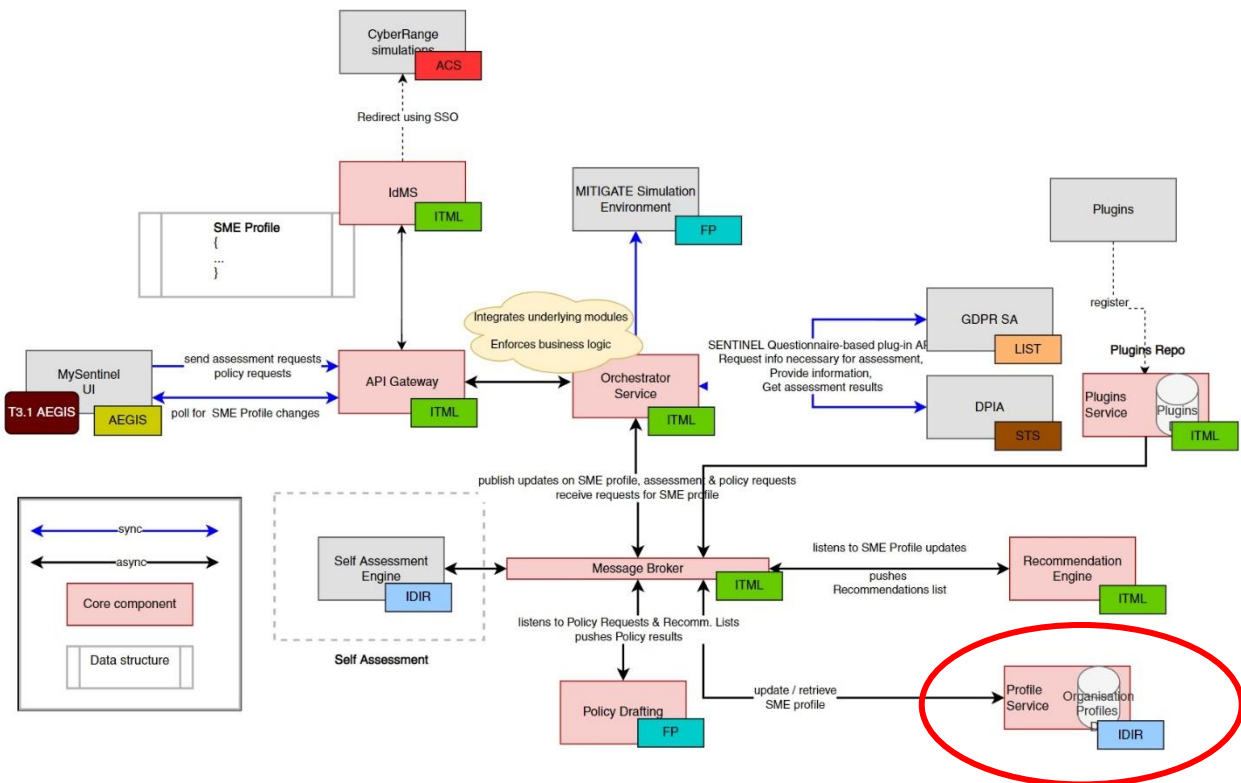 CyberRange
simulations
ACS
Redirect using SSO
IdMS
ITML
SME Profile
{
...
}
MITIGATE Simulation
Environment
FP
Plugins
register
Integrates underlying modules
Enforces business logic
GDPR SA
LIST
SENTINEL Questionnaire-based plug-in
Request info necessary for assessment,
Provide information,
Get assessment results
Plugins Repo
MySentinel
UI
T3.1 AEGIS
AEGIS
send assessment requests
policy requests
poll for SME Profile changes
API Gateway
ITML
Orchestrator
Service
ITML
DPIA
STS
Plugins
Service
Plugins
ITML
publish updates on SME profile, assessment & policy requests
receive requests for SME profile
sync
async
Core component
Data structure
Self Assessment
Engine
IDIR
Self Assessment
Message Broker
ITML
listens to SME Profile updates
pushes
Recommendations list
Recommendation
Engine
ITML
listens to Policy Requests & Recomm. Lists
pushes Policy results
Policy Drafting
FP
update / retrieve
SME profile
Profile
Service
Organisation
Profiles
IDIR